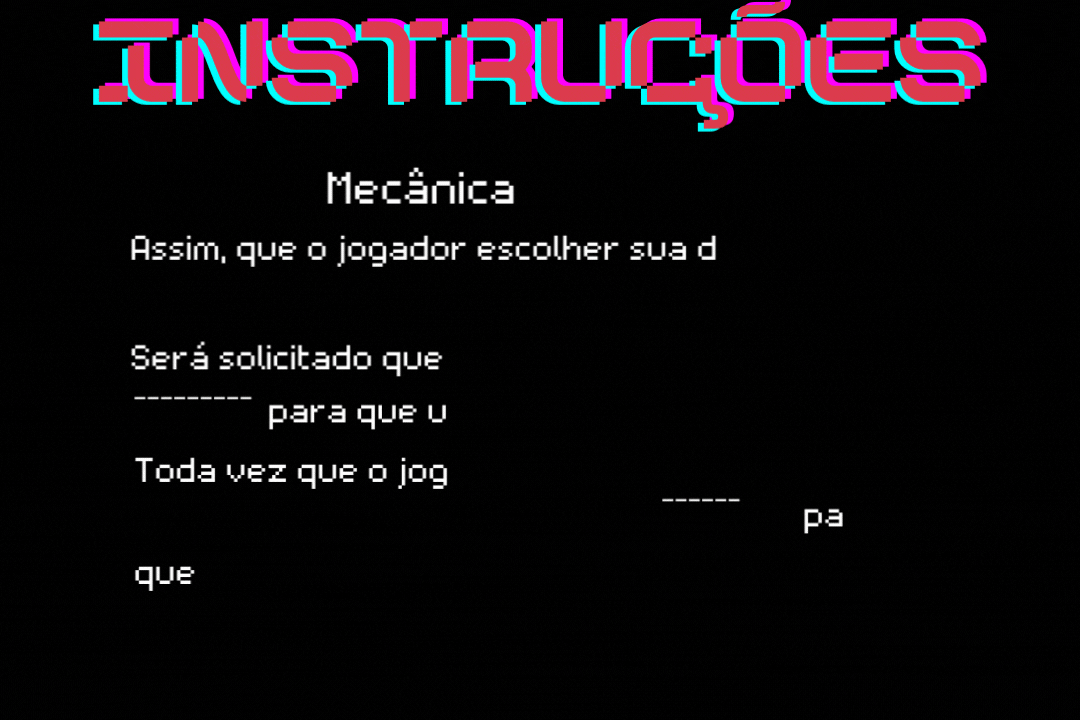 INSTRUÇÕES
Mecânica
Assim, que o jogador escolher sua d
Será solicitado que
--------- para que u
Toda vez que o jog
------ pa
que